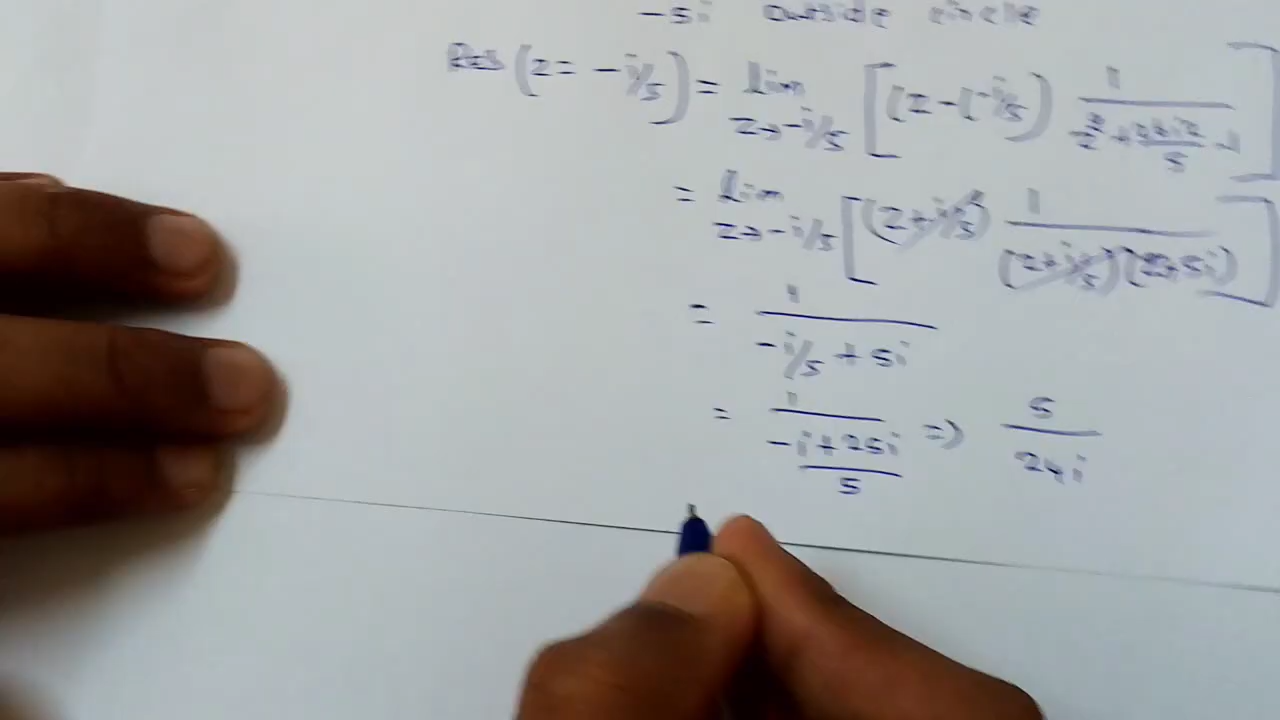 -5i outside circle
Res (z = -i/5) = lim z→-i/5 [(z-(-i/5) 1/(z²+26iz/5 -1)]
= lim z→-i/5 [(z+i/5) 1/((z+i/5)(z+5i))]
= 1/(-i/5 + 5i)
= 1/((-i+25i)/5) => 5/24i